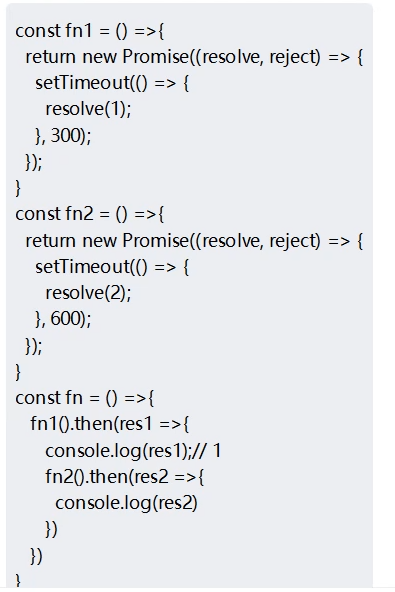 const fn1 = () =>{
return new Promise((resolve, reject) => {
setTimeout(() => {
resolve(1);
}, 300);
});
}
const fn2 = () =>{
return new Promise((resolve, reject) => {
setTimeout(() => {
resolve(2);
}, 600);
});
}
const fn = () =>{
fn1().then(res1 =>{
console.log(res1);// 1
fn2().then(res2 =>{
console.log(res2)
})
})
}